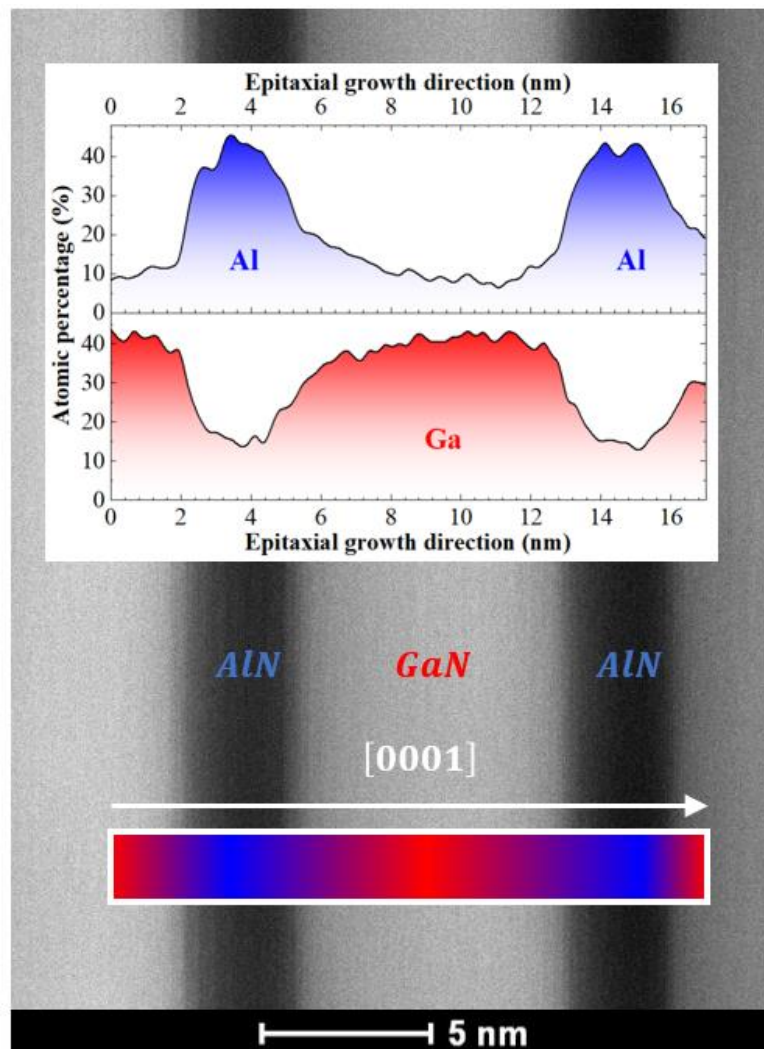 Epitaxial growth direction (nm)
0 2 4 6 8 10 12 14 16
40
30
20
10
0
Al Al
Atomic percentage (%)
40
30
20
10
0
Ga
0 2 4 6 8 10 12 14 16
Epitaxial growth direction (nm)
AlN GaN AlN
[0001]
5 nm